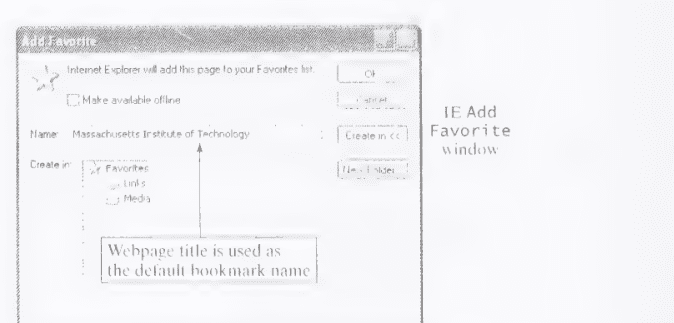 Add Favorite
Internet Explorer will add this page to your Favorites list.
OK
Make available offline
Cancel
Name: Massachusetts Institute of Technology
Create in <<
Create in:
Favorites
Links
Media
New Folder...
Webpage title is used as
the default bookmark name
IE Add
Favorite
window